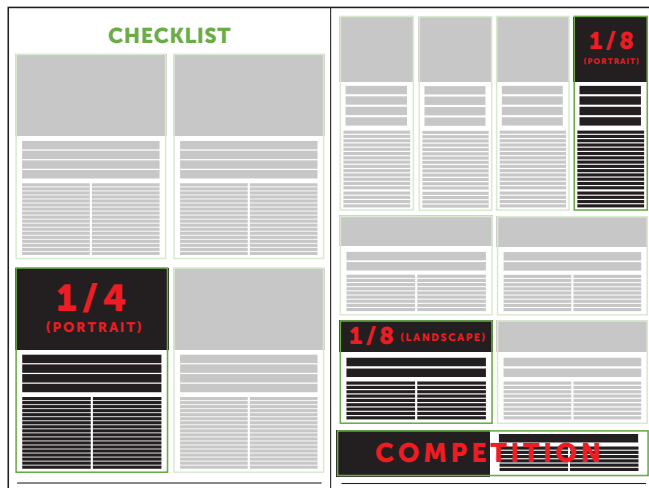 CHECKLIST
1/4
(PORTRAIT)
1/8
(PORTRAIT)
1/8 (LANDSCAPE)
COMPETITION